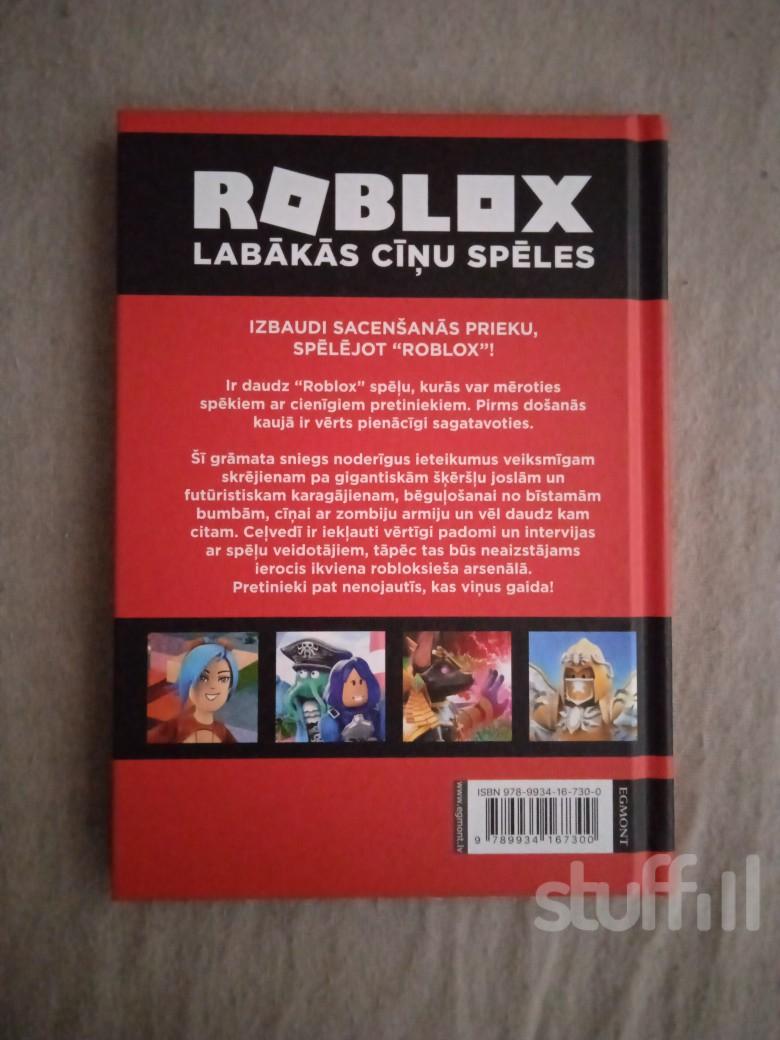 ROBLOX
LABĀKĀS CĪŅU SPĒLES
IZBAUDI SACENŠANĀS PRIEKU,
SPĒLĒJOT “ROBLOX”!
Ir daudz “Roblox” spēļu, kurās var mēroties
spēkiem ar cienīgiem pretiniekiem. Pirms došanās
kaujā ir vērts pienācīgi sagatavoties.
Šī grāmata sniegs noderīgus ieteikumus veiksmīgam
skrējienam pa gigantiskām šķēršļu joslām un
futūristiskam karagājienam, bēguļošanai no bīstamām
bumbām, cīņai ar zombiju armiju un vēl daudz kam
citam. Ceļvedī ir iekļauti vērtīgi padomi un intervijas
ar spēļu veidotājiem, tāpēc tas būs neaizstājams
ierocis ikviena robloksieša arsenālā.
Pretinieki pat nenojautīs, kas viņus gaida!
www.egmont.lv
ISBN 978-9934-16-730-0
9 789934 167300
EGMONT
stuffill